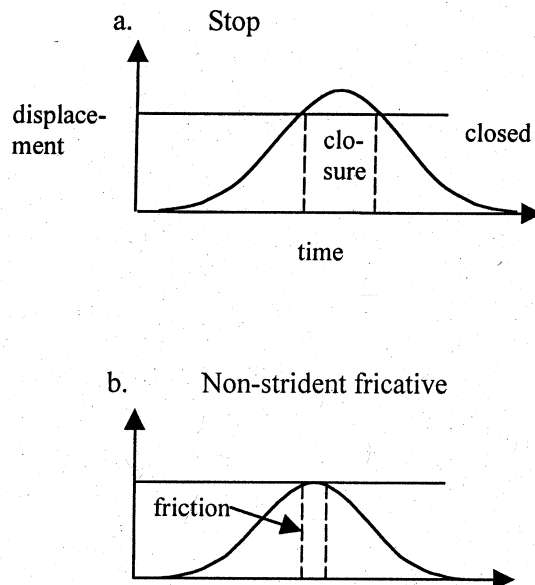 a. Stop
displace-
ment
clo-
sure
closed
time
b. Non-strident fricative
friction